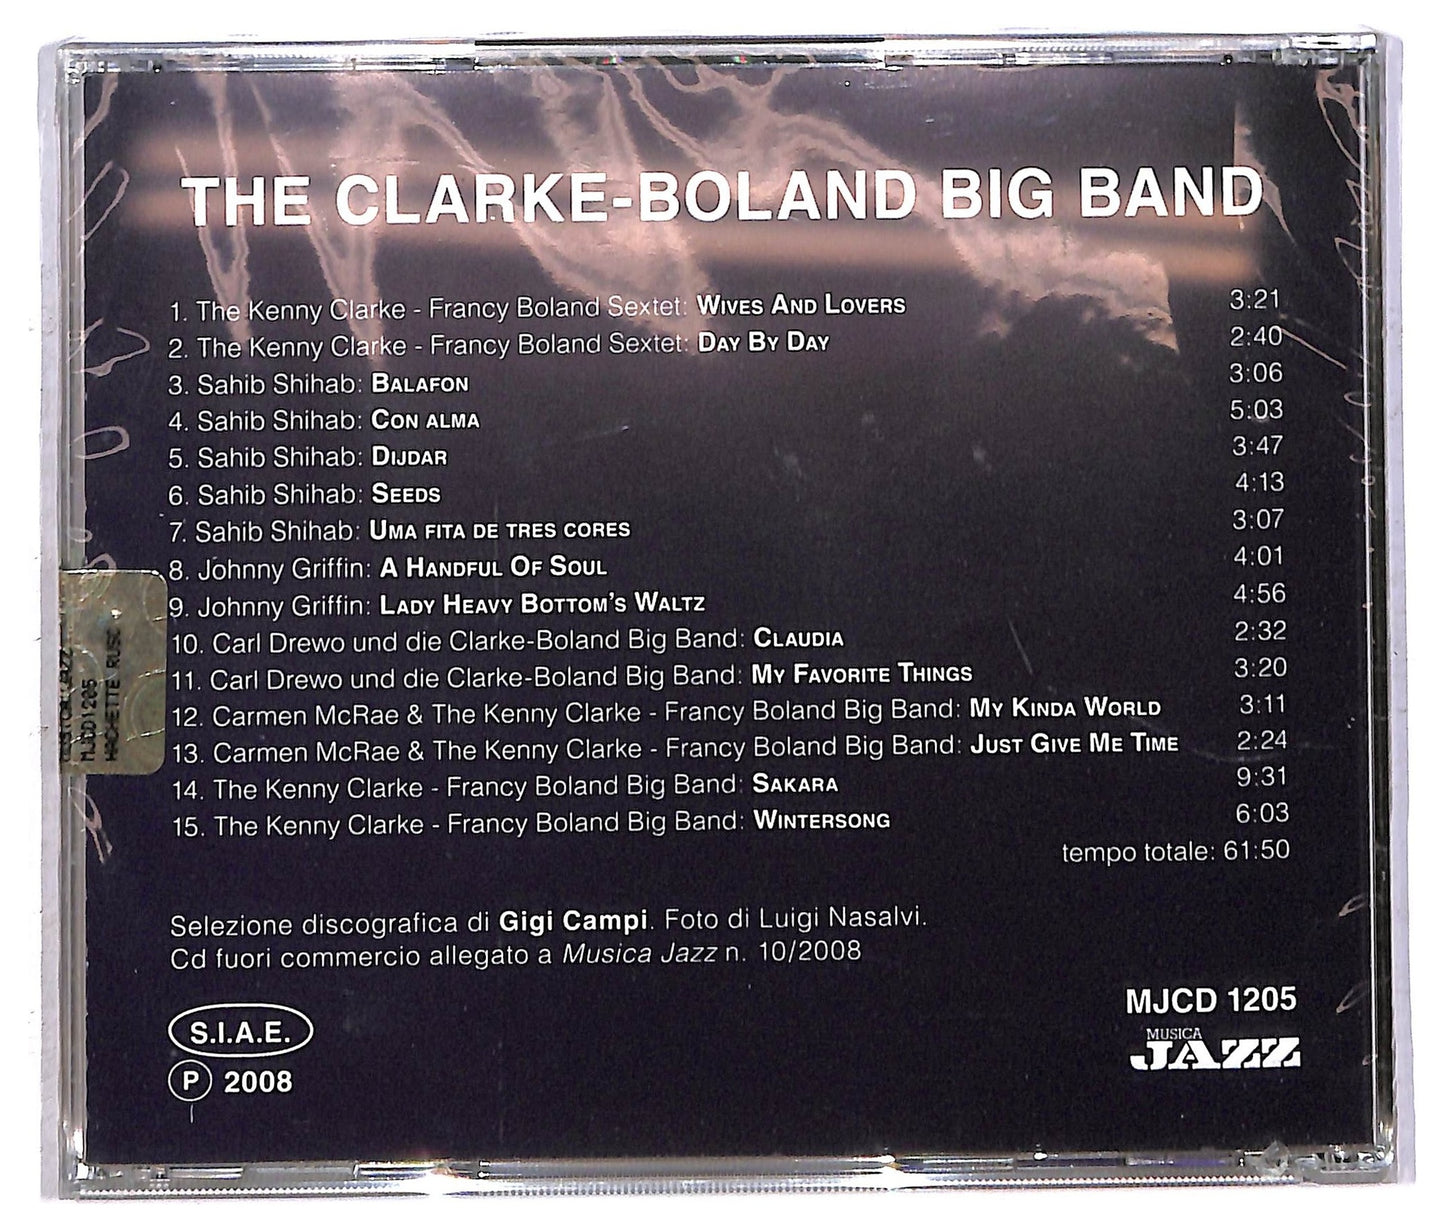 THE CLARKE-BOLAND BIG BAND
1. The Kenny Clarke - Francy Boland Sextet: WIVES AND LOVERS 3:21
2. The Kenny Clarke - Francy Boland Sextet: DAY BY DAY 2:40
3. Sahib Shihab: BALAFON 3:06
4. Sahib Shihab: CON ALMA 5:03
5. Sahib Shihab: DIJDAR 3:47
6. Sahib Shihab: SEEDS 4:13
7. Sahib Shihab: UMA FITA DE TRES CORES 3:07
8. Johnny Griffin: A HANDFUL OF SOUL 4:01
9. Johnny Griffin: LADY HEAVY BOTTOM'S WALTZ 4:56
10. Carl Drewo und die Clarke-Boland Big Band: CLAUDIA 2:32
11. Carl Drewo und die Clarke-Boland Big Band: MY FAVORITE THINGS 3:20
12. Carmen McRae & The Kenny Clarke - Francy Boland Big Band: MY KINDA WORLD 3:11
13. Carmen McRae & The Kenny Clarke - Francy Boland Big Band: JUST GIVE ME TIME 2:24
14. The Kenny Clarke - Francy Boland Big Band: SAKARA 9:31
15. The Kenny Clarke - Francy Boland Big Band: WINTERSONG 6:03
tempo totale: 61:50
Selezione discografica di Gigi Campi. Foto di Luigi Nasalvi.
Cd fuori commercio allegato a Musica Jazz n. 10/2008
S.I.A.E.
P 2008
MJCD 1205
MUSICA
JAZZ
MJCD1205
HACHETTE RUSC